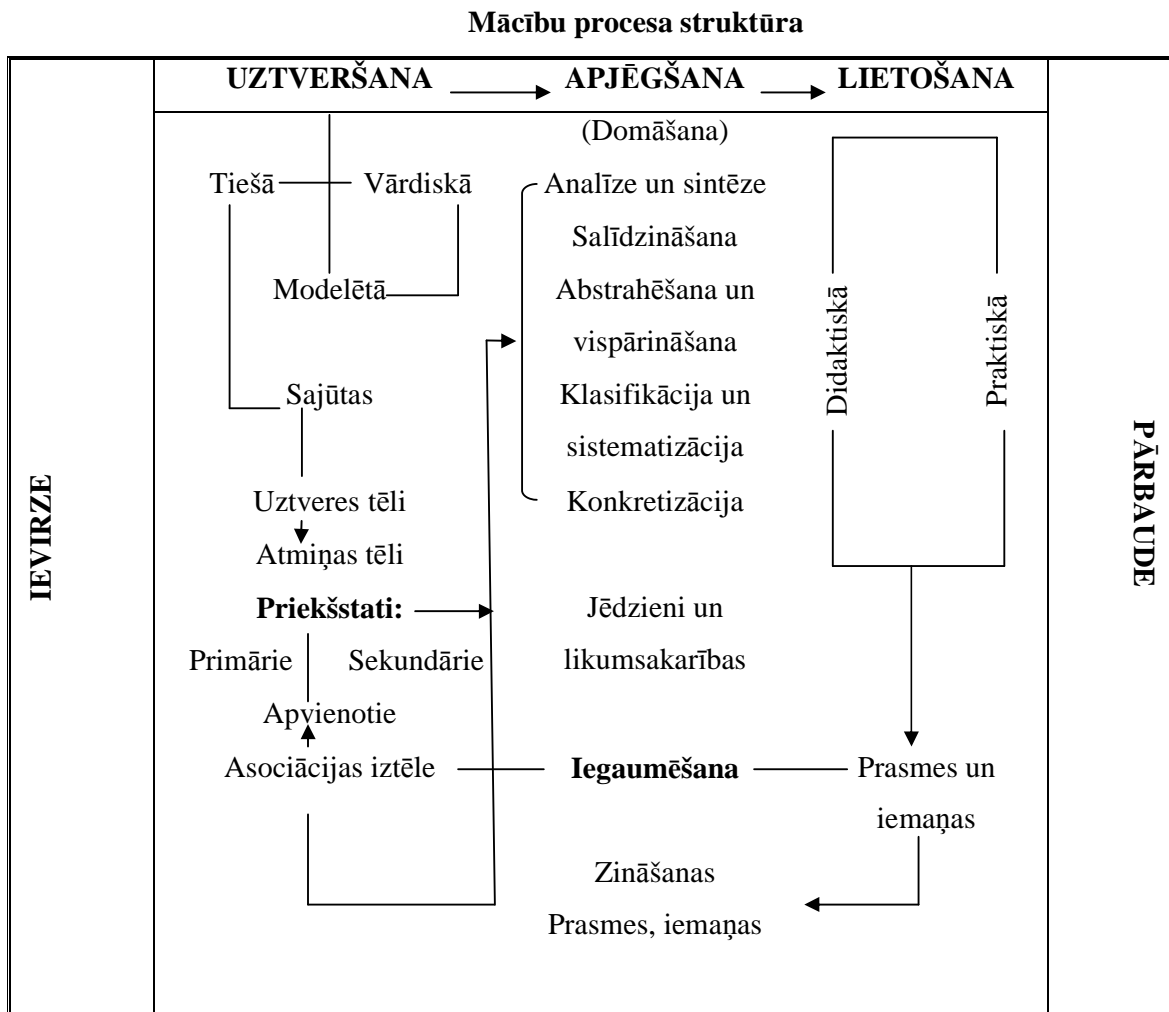 Mācību procesa struktūra
UZTVERŠANA APJĒGŠANA LIETOŠANA
(Domāšana)
Tiešā Vārdiskā Analīze un sintēze
Salīdzināšana
Modelētā Abstrahēšana un
vispārināšana
Didaktiskā
Praktiskā
Sajūtas Klasifikācija un
sistematizācija
IEVIRZE
PĀRBAUDE
Uztveres tēli Konkretizācija
Atmiņas tēli
Priekšstati: Jēdzieni un
Primārie Sekundārie likumsakarības
Apvienotie
Asociācijas iztēle Iegaumēšana Prasmes un
iemaņas
Zināšanas
Prasmes, iemaņas